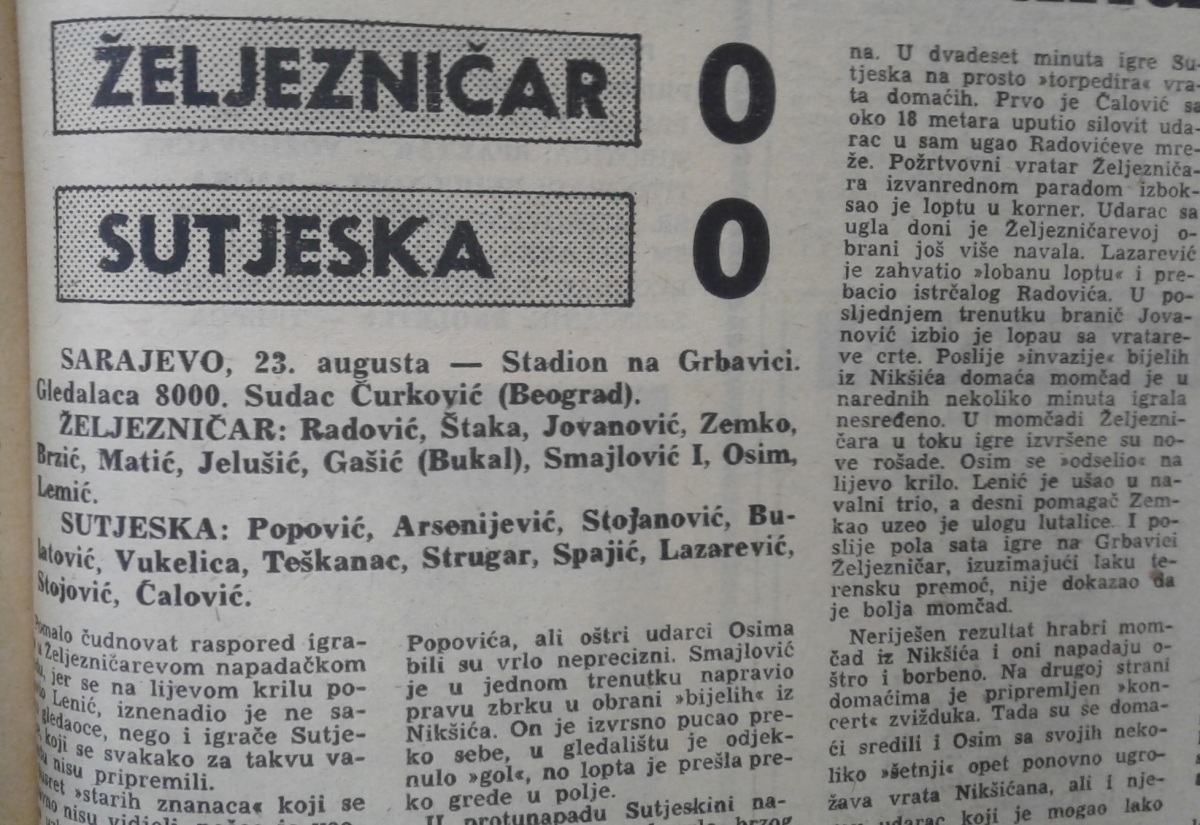 ŽELJEZNIČAR 0
SUTJESKA 0
SARAJEVO, 23. augusta — Stadion na Grbavici.
Gledalaca 8000. Sudac Čurković (Beograd).
ŽELJEZNIČAR: Radović, Štaka, Jovanović, Zemko,
Brzić, Matić, Jelušić, Gašić (Bukal), Smajlović I, Osim,
Lemić.
SUTJESKA: Popović, Arsenijević, Stojanović, Bu-
latović, Vukelica, Teškanac, Strugar, Spajić, Lazarević,
Stojović, Ćalović.
Pomalo čudnovat raspored igra-
u Željezničarevom napadačkom
jer se na lijevom krilu po-
Lenić, iznenadio je ne sa-
gledaoce, nego i igrače Sutje-
koji se svakako za takvu va-
nisu pripremili.
»starih znanaca« koji se
nisu
Popovića, ali oštri udarci Osima
bili su vrlo neprecizni. Smajlović
je u jednom trenutku napravio
pravu zbrku u obrani »bijelih« iz
Nikšića. On je izvrsno pucao pre-
ko sebe, u gledalištu je odjek-
nulo »gol«, no lopta je prešla pre-
ko grede u polje.
U protunapadu Sutjeskini na-
brzog
na. U dvadeset minuta igre Su-
tjeska na prosto »torpedira« vra-
ta domaćih. Prvo je Čalović sa
oko 18 metara uputio silovit uda-
rac u sam ugao Radovićeve mre-
že. Požrtvovni vratar Željezniča-
ra izvanrednom paradom izbok-
sao je loptu u korner. Udarac sa
ugla doni je Željezničarevoj o-
brani još više navala. Lazarević
je zahvatio »lobanu loptu« i pre-
bacio istrčalog Radovića. U po-
sljednjem trenutku branič Jova-
nović izbio je lopau sa vratare-
ve crte. Poslije »invazije« bijelih
iz Nikšića domaća momčad je u
narednih nekoliko minuta igrala
nesređeno. U momčadi Željezni-
čara u toku igre izvršene su no-
ve rošade. Osim se »odselio« na
lijevo krilo. Lenić je ušao u na-
valni trio, a desni pomagač Zem-
kao uzeo je ulogu lutalice. I po-
slije pola sata igre na Grbavici
Željezničar, izuzimajući laku te-
rensku premoć, nije dokazao da
je bolja momčad.
Neriješen rezultat hrabri mom-
čad iz Nikšića i oni napadaju o-
štro i borbeno. Na drugoj strani
domaćima je pripremljen »kon-
cert« zvižduka. Tada su se doma-
ći sredili i Osim sa svojih neko-
liko »šetnji« opet ponovno ugro-
žava vrata Nikšićana, ali i nje-
udarac koji je mogao lako